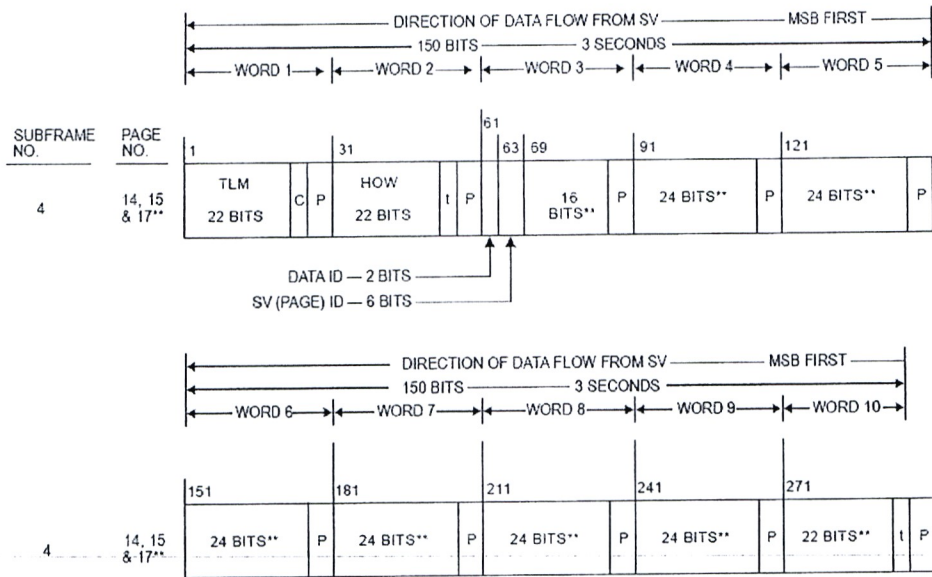 DIRECTION OF DATA FLOW FROM SV MSB FIRST
150 BITS 3 SECONDS
WORD 1 WORD 2 WORD 3 WORD 4 WORD 5
SUBFRAME NO. PAGE NO.
1 31 61 63 69 91 121
4 14, 15 & 17** TLM 22 BITS C P HOW 22 BITS t P 16 BITS** P 24 BITS** P 24 BITS** P
DATA ID — 2 BITS
SV (PAGE) ID — 6 BITS
DIRECTION OF DATA FLOW FROM SV MSB FIRST
150 BITS 3 SECONDS
WORD 6 WORD 7 WORD 8 WORD 9 WORD 10
151 181 211 241 271
4 14, 15 & 17** 24 BITS** P 24 BITS** P 24 BITS** P 24 BITS** P 22 BITS** t P